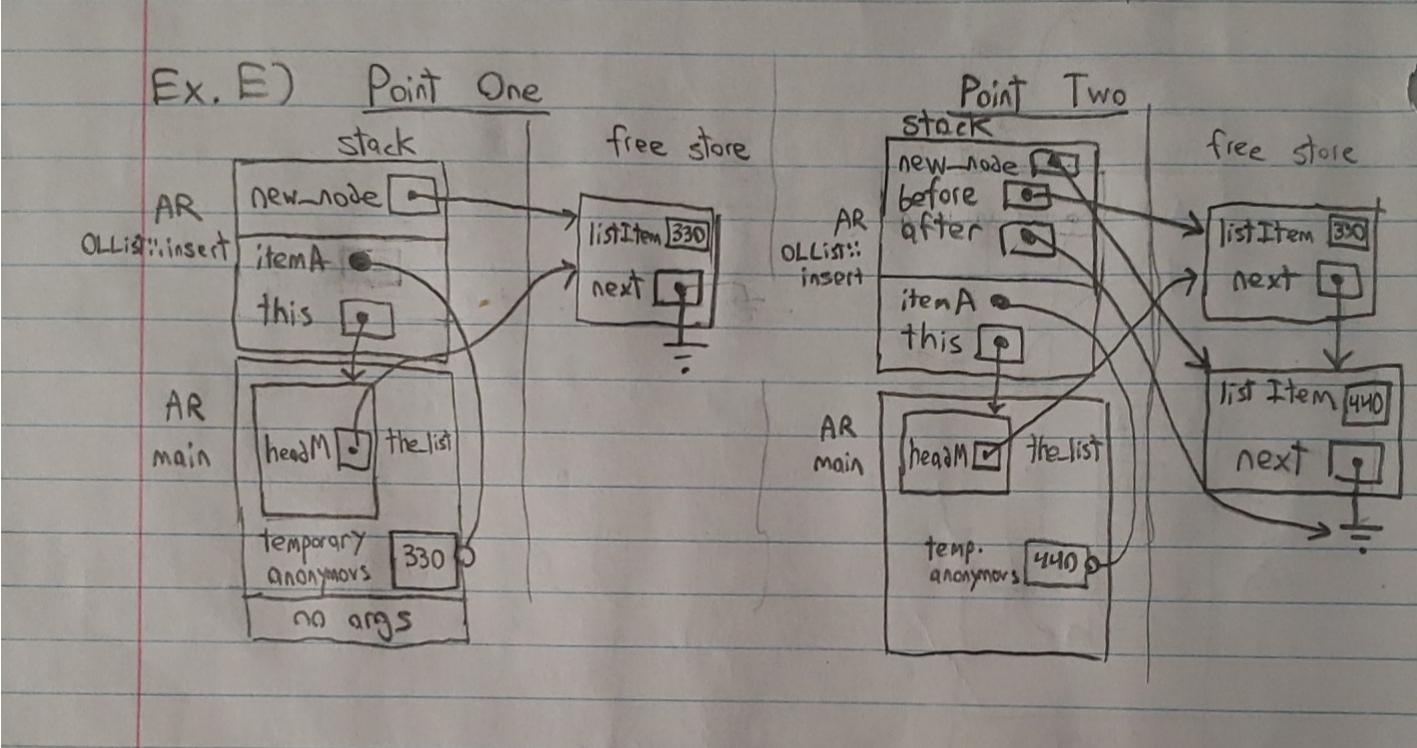 Ex. E) Point One
stack
free store
AR
OLList::insert
new_node
itemA
this
listItem 330
next
AR
main
headM
the_list
temporary
anonymous
330
no args
Point Two
stack
free store
AR
OLList::
insert
new_node
before
after
itemA
this
listItem 330
next
list Item 440
next
AR
main
headM
the_list
temp.
anonymous
440